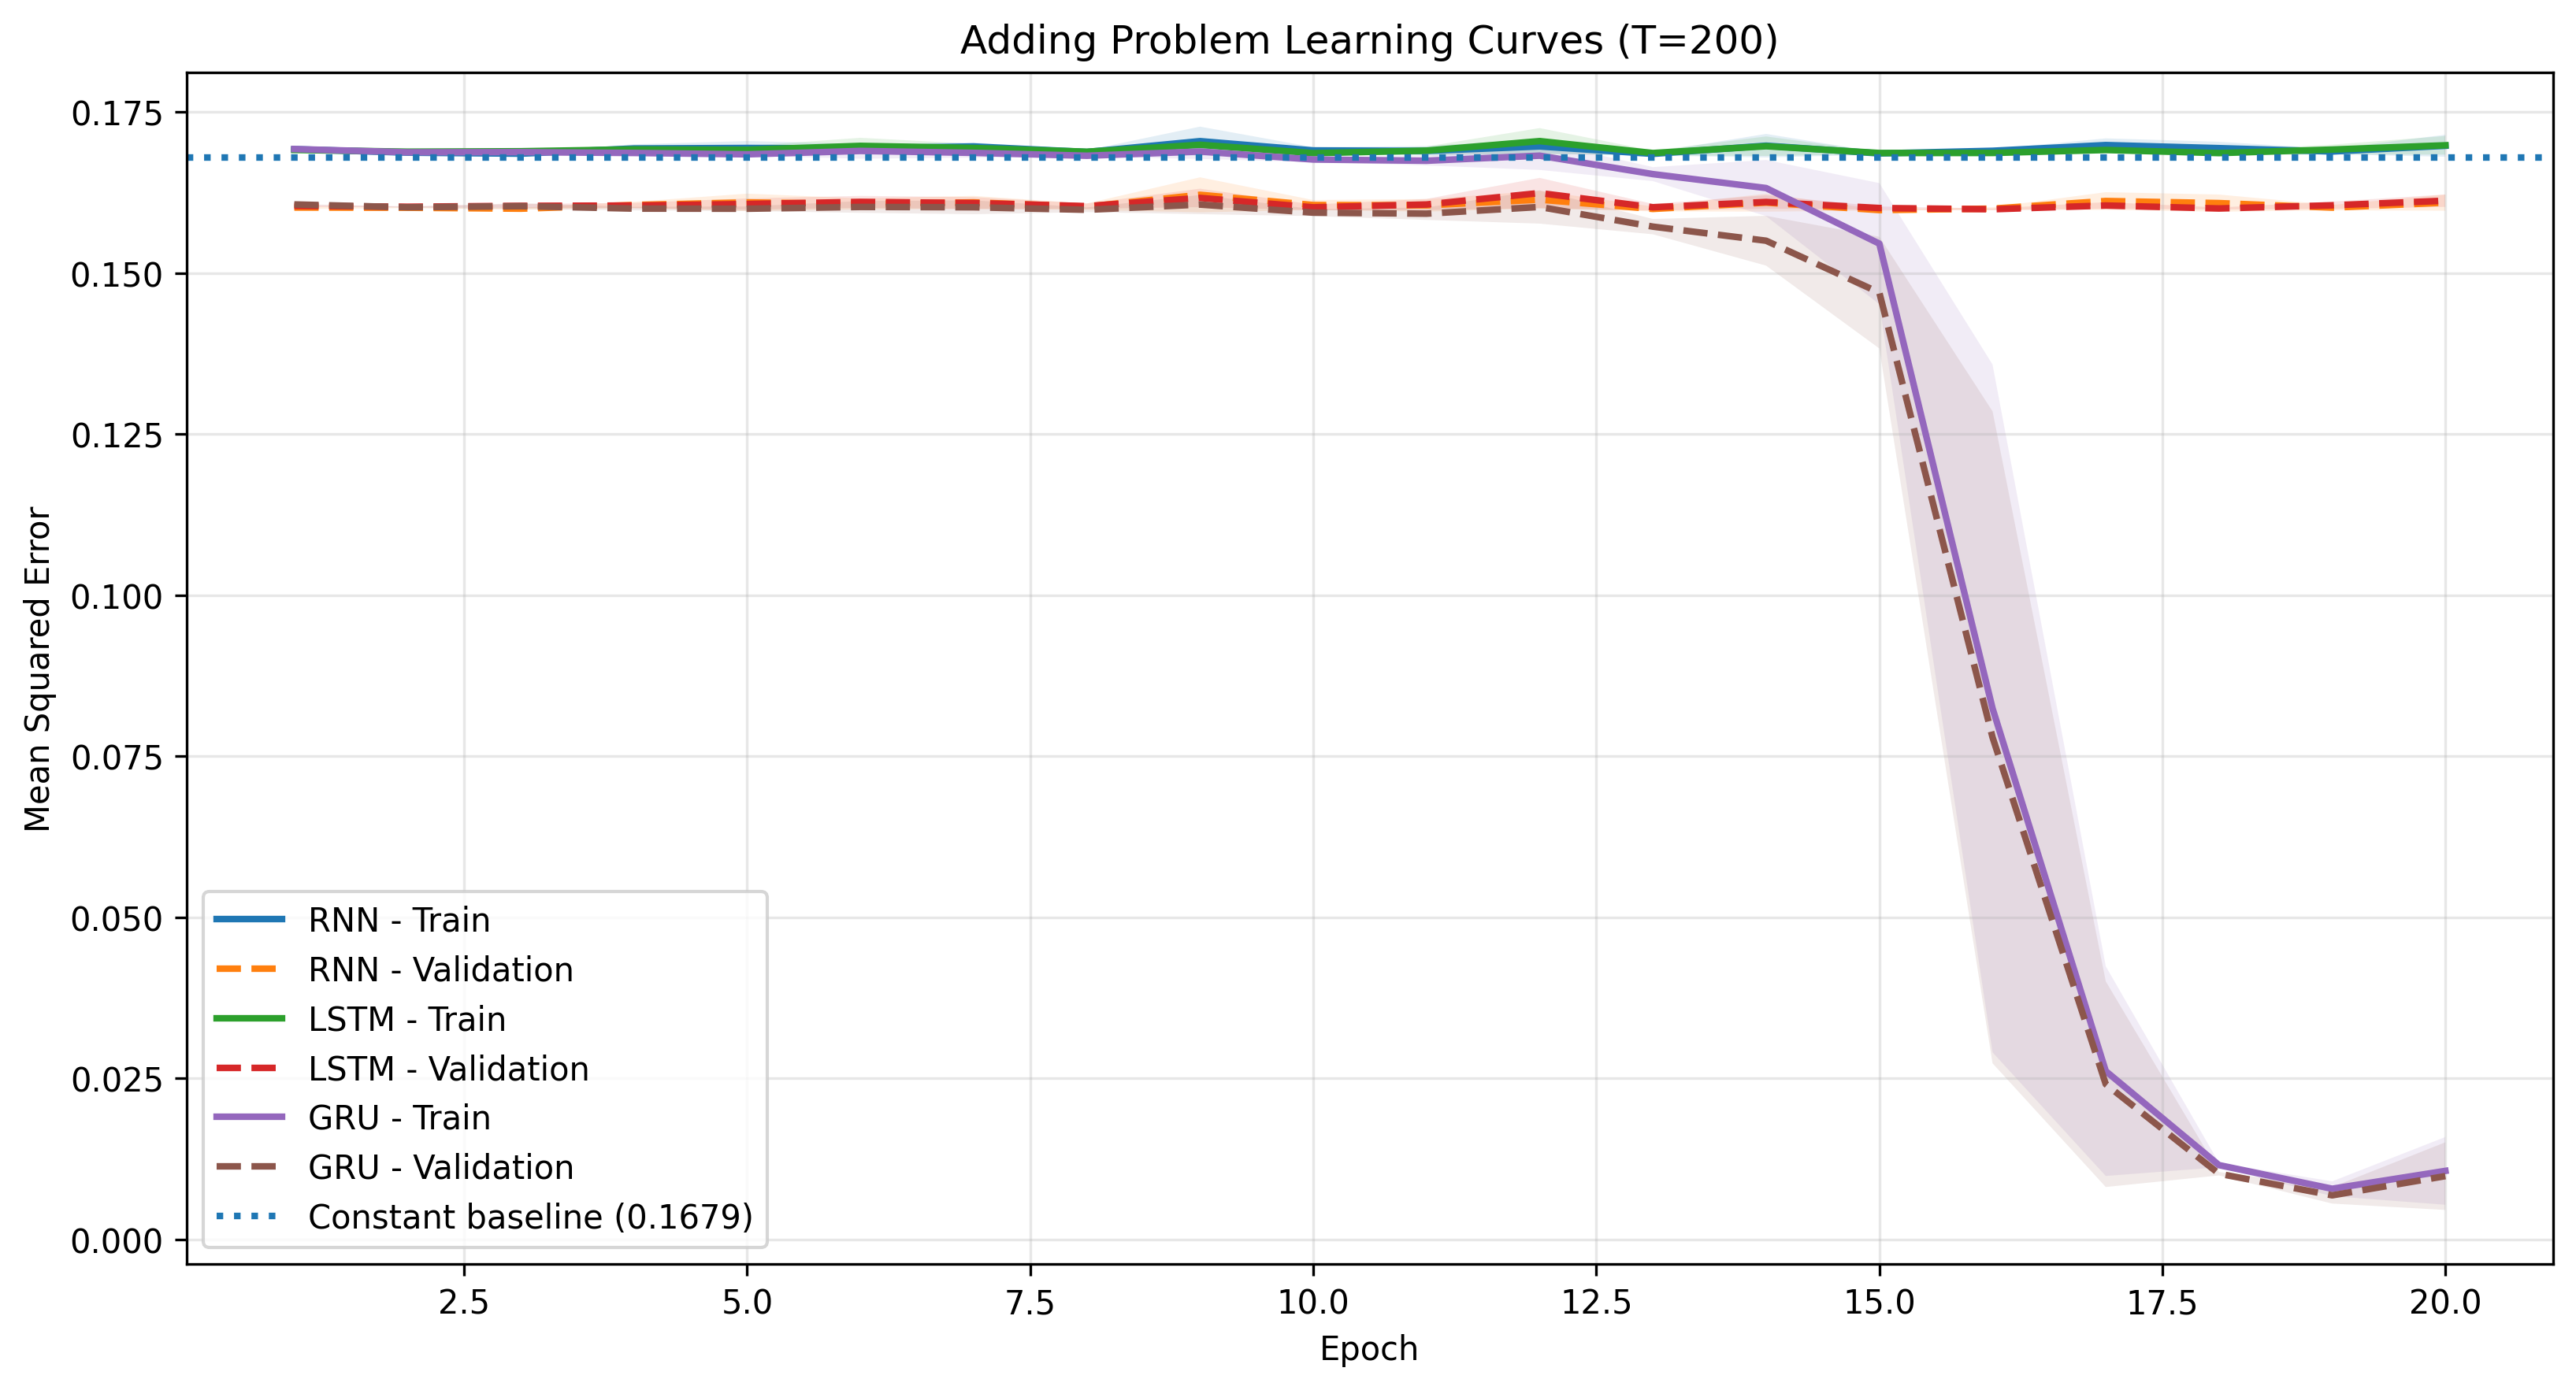 Adding Problem Learning Curves (T=200)
Mean Squared Error
0.175
0.150
0.125
0.100
0.075
0.050
0.025
0.000
RNN - Train
RNN - Validation
LSTM - Train
LSTM - Validation
GRU - Train
GRU - Validation
Constant baseline (0.1679)
2.5 5.0 7.5 10.0 12.5 15.0 17.5 20.0
Epoch